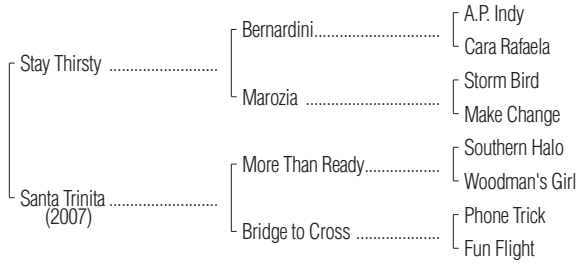 A.P. Indy
Bernardini..............................
Cara Rafaela
Stay Thirsty ..........................
Storm Bird
Marozia ................................
Make Change
Southern Halo
More Than Ready..................
Woodman's Girl
Santa Trinita ..........................
(2007)
Phone Trick
Bridge to Cross ....................
Fun Flight